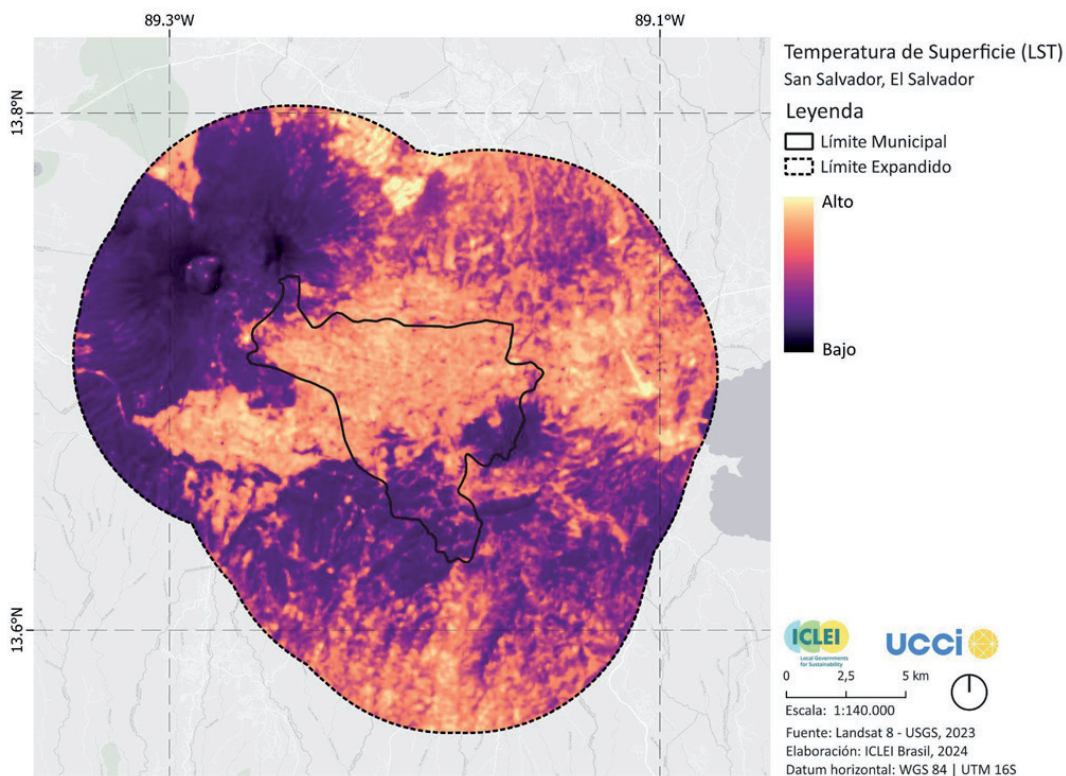 89.3°W
89.1°W
13.8°N
13.6°N
Temperatura de Superficie (LST)
San Salvador, El Salvador
Leyenda
Límite Municipal
Límite Expandido
Alto
Bajo
ICLEI
Local Governments
for Sustainability
UCCI
0 2,5 5 km
Escala: 1:140.000
Fuente: Landsat 8 - USGS, 2023
Elaboración: ICLEI Brasil, 2024
Datum horizontal: WGS 84 | UTM 16S